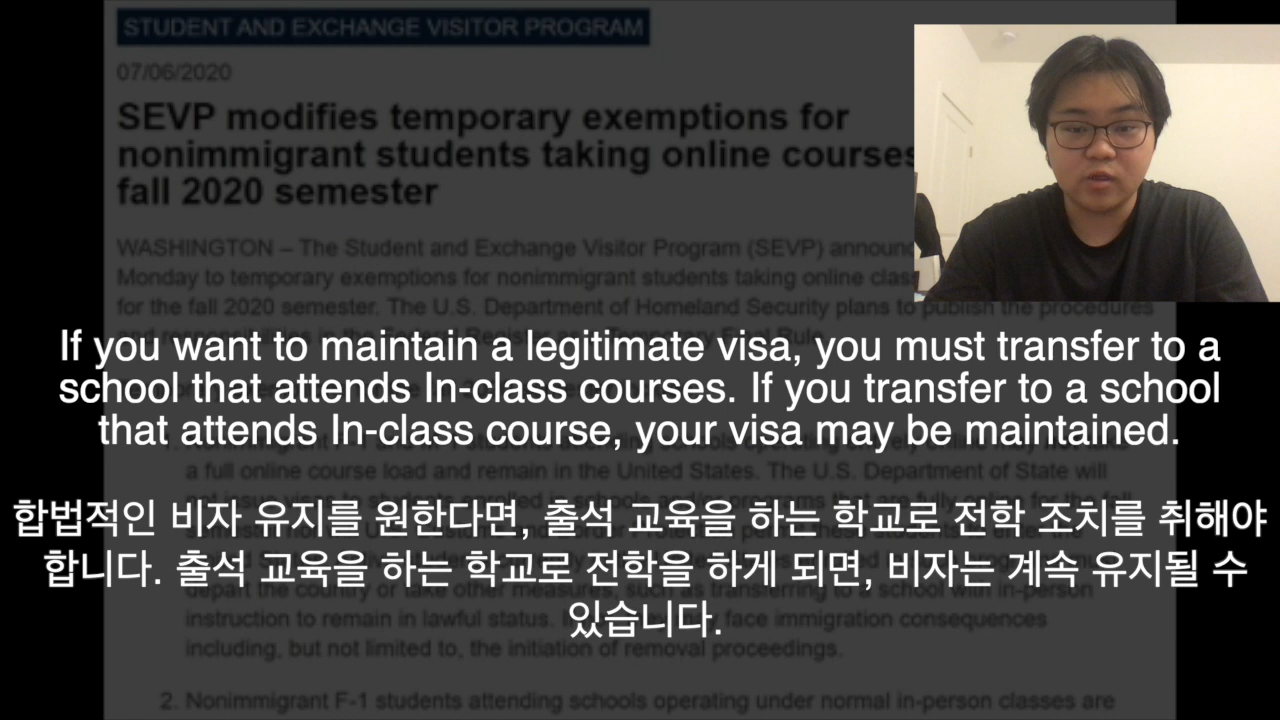 STUDENT AND EXCHANGE VISITOR PROGRAM
07/06/2020
SEVP modifies temporary exemptions for
nonimmigrant students taking online courses
fall 2020 semester
WASHINGTON – The Student and Exchange Visitor Program (SEVP)
Monday to temporary exemptions for nonimmigrant students taking online
for the fall 2020 semester. The U.S. Department of Homeland Security plans to publish the procedures
If you want to maintain a legitimate visa, you must transfer to a
school that attends In-class courses. If you transfer to a school
that attends In-class course, your visa may be maintained.
a full online course load and remain in the United States. The U.S. Department of State will
합법적인 비자 유지를 원한다면, 출석 교육을 하는 학교로 전학 조치를 취해야
합니다. 출석 교육을 하는 학교로 전학을 하게 되면, 비자는 계속 유지될 수
있습니다.
depart the country or take other measures, such as transferring to a school with in-person
instruction to remain in lawful status. face immigration consequences
including, but not limited to, the initiation of removal proceedings.
2. Nonimmigrant F-1 students attending schools operating under normal in-person classes are